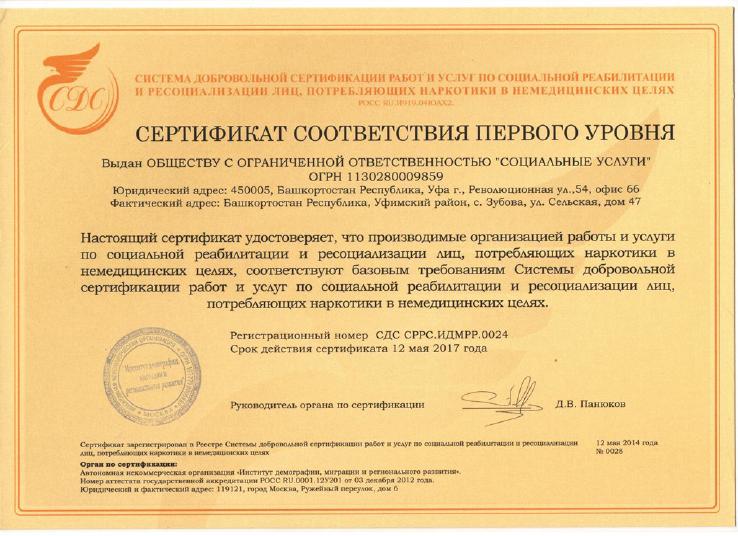 СДС
СИСТЕМА ДОБРОВОЛЬНОЙ СЕРТИФИКАЦИИ РАБОТ И УСЛУГ ПО СОЦИАЛЬНОЙ РЕАБИЛИТАЦИИ
И РЕСОЦИАЛИЗАЦИИ ЛИЦ, ПОТРЕБЛЯЮЩИХ НАРКОТИКИ В НЕМЕДИЦИНСКИХ ЦЕЛЯХ
СЕРТИФИКАТ СООТВЕТСТВИЯ ПЕРВОГО УРОВНЯ
Выдан ОБЩЕСТВУ С ОГРАНИЧЕННОЙ ОТВЕТСТВЕННОСТЬЮ "СОЦИАЛЬНЫЕ УСЛУГИ"
ОГРН 1130280009859
Юридический адрес: 450005, Башкортостан Республика, Уфа г., Революционная ул.,54, офис 66
Фактический адрес: Башкортостан Республика, Уфимский район, с. Зубова, ул. Сельская, дом 47
Настоящий сертификат удостоверяет, что производимые организацией работы и услуги
по социальной реабилитации и ресоциализации лиц, потребляющих наркотики в
немедицинских целях, соответствуют базовым требованиям Системы добровольной
сертификации работ и услуг по социальной реабилитации и ресоциализации лиц,
потребляющих наркотики в немедицинских целях.
Регистрационный номер СДС СРРС.ИДМРР.0024
Срок действия сертификата 12 мая 2017 года
Институт демографии,
миграции и
регионального развития
МОСКВА
Руководитель органа по сертификации
Д.В. Панюков
Сертификат зарегистрирован в Реестре Системы добровольной сертификации работ и услуг по социальной реабилитации и ресоциализации
лиц, потребляющих наркотики в немедицинских целях
12 мая 2014 года
№ 0028
Орган по сертификации:
Автономная некоммерческая организация «Институт демографии, миграции и регионального развития».
Номер аттестата государственной аккредитации РОСС RU.0001.12У201 от 03 декабря 2012 года.
Юридический и фактический адрес: 119121, город Москва, Ружейный переулок, дом 6